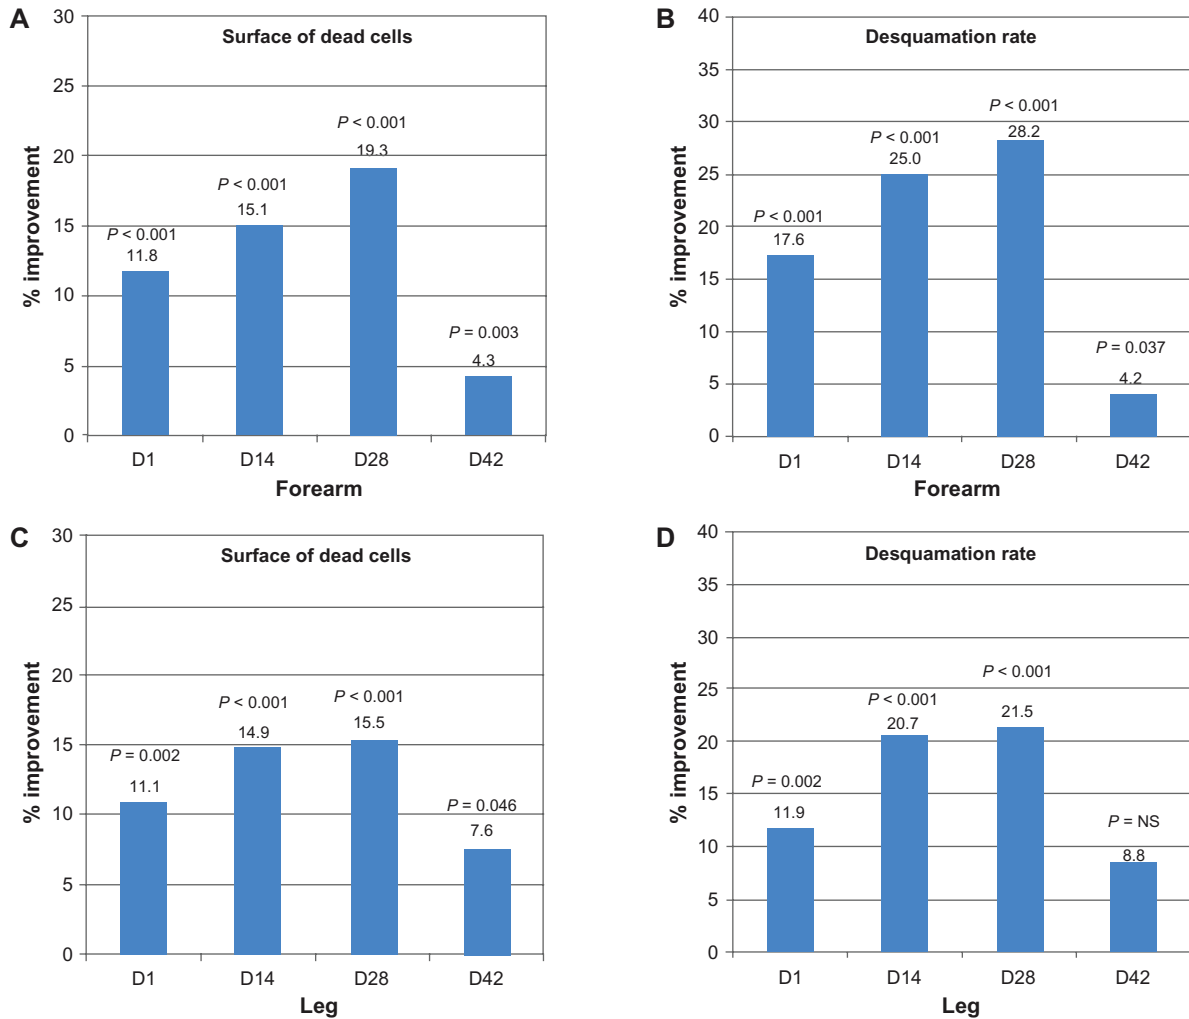 A
Surface of dead cells
% improvement
30
25
20
15
10
5
0
P < 0.001
11.8
P < 0.001
15.1
P < 0.001
19.3
P = 0.003
4.3
D1 D14 D28 D42
Forearm
B
Desquamation rate
% improvement
40
35
30
25
20
15
10
5
0
P < 0.001
17.6
P < 0.001
25.0
P < 0.001
28.2
P = 0.037
4.2
D1 D14 D28 D42
Forearm
C
Surface of dead cells
% improvement
30
25
20
15
10
5
0
P = 0.002
11.1
P < 0.001
14.9
P < 0.001
15.5
P = 0.046
7.6
D1 D14 D28 D42
Leg
D
Desquamation rate
% improvement
40
35
30
25
20
15
10
5
0
P = 0.002
11.9
P < 0.001
20.7
P < 0.001
21.5
P = NS
8.8
D1 D14 D28 D42
Leg